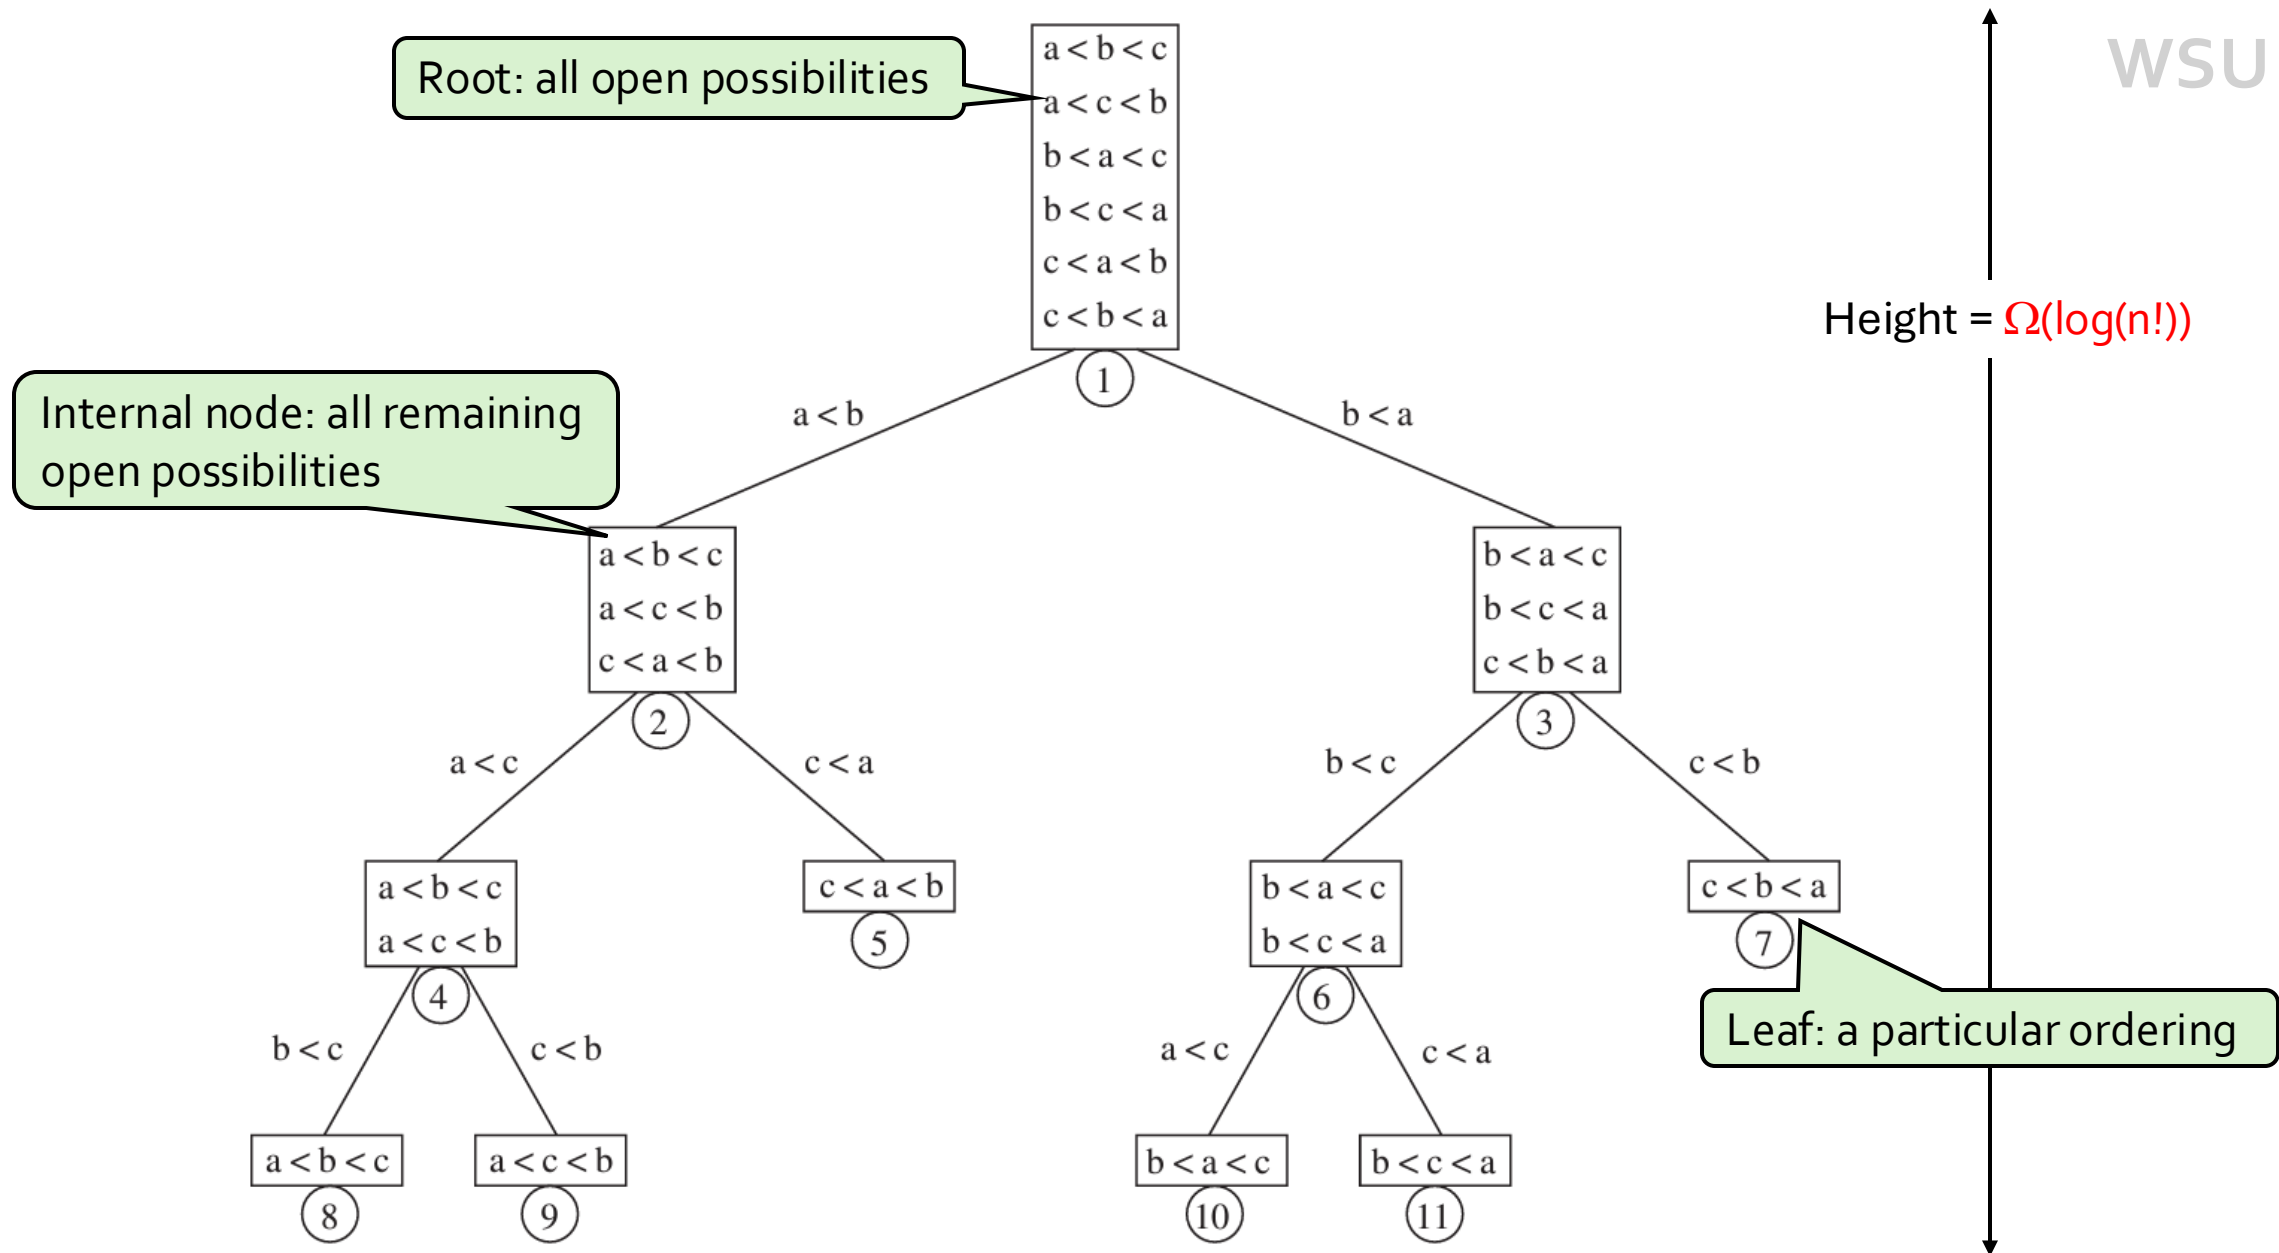 WSU
Root: all open possibilities
a < b < c
a < c < b
b < a < c
b < c < a
c < a < b
c < b < a
1
Height = Ω(log(n!))
Internal node: all remaining
open possibilities
a < b
b < a
a < b < c
a < c < b
c < a < b
2
b < a < c
b < c < a
c < b < a
3
a < c
c < a
b < c
c < b
a < b < c
a < c < b
4
c < a < b
5
b < a < c
b < c < a
6
c < b < a
7
Leaf: a particular ordering
b < c
c < b
a < c
c < a
a < b < c
8
a < c < b
9
b < a < c
10
b < c < a
11